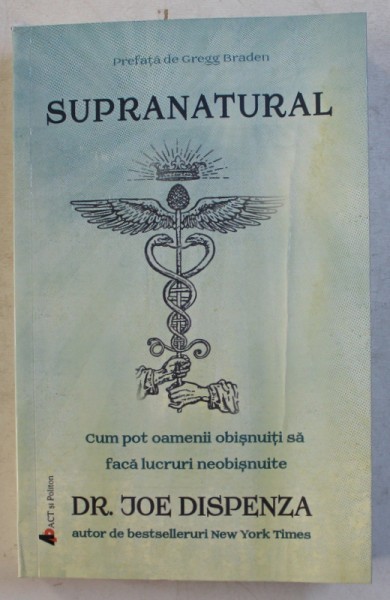 Prefață de Gregg Braden
SUPRANATURAL
Cum pot oamenii obișnuiți să
facă lucruri neobișnuite
DR. JOE DISPENZA
autor de bestselleruri New York Times
ACT și Politon